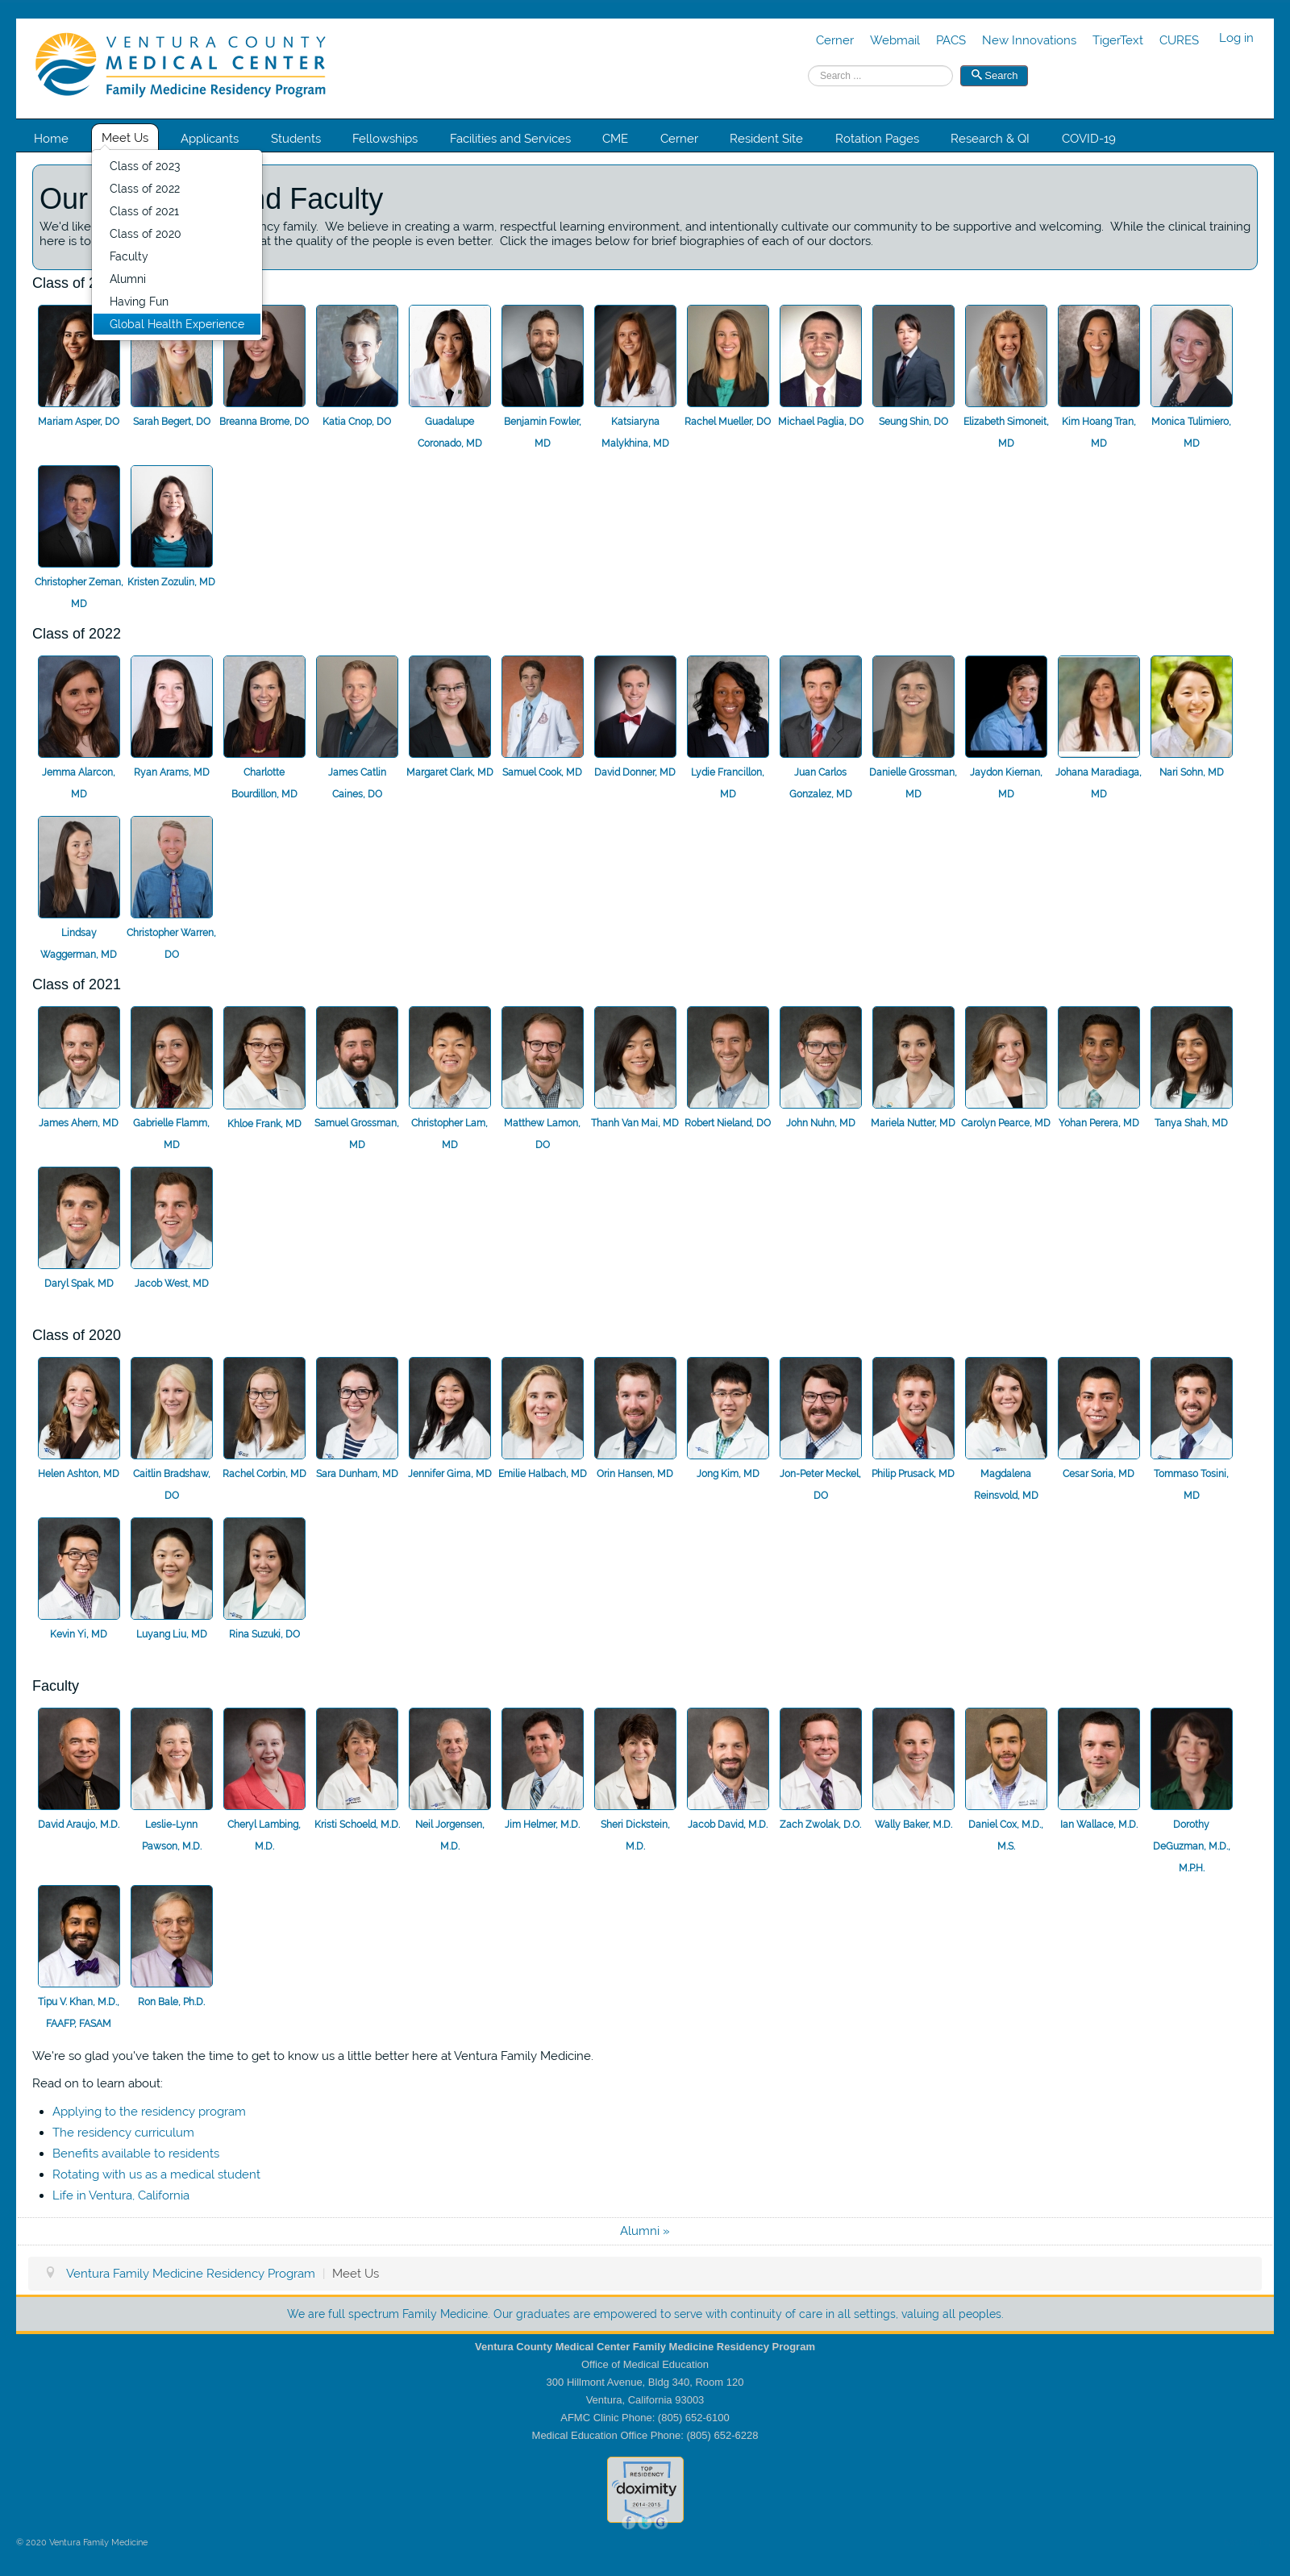 VENTURA COUNTY
MEDICAL CENTER
Family Medicine Residency Program
Cerner Webmail PACS New Innovations TigerText CURES Log in
Search ... Search
Home Meet Us Applicants Students Fellowships Facilities and Services CME Cerner Resident Site Rotation Pages Research & QI COVID-19
Class of 2023
Class of 2022
Class of 2021
Class of 2020
Faculty
Alumni
Having Fun
Global Health Experience
Our nd Faculty
We'd like ncy family. We believe in creating a warm, respectful learning environment, and intentionally cultivate our community to be supportive and welcoming. While the clinical training
here is to at the quality of the people is even better. Click the images below for brief biographies of each of our doctors.
Class of 2
Mariam Asper, DO Sarah Begert, DO Breanna Brome, DO Katia Cnop, DO Guadalupe Benjamin Fowler, Katsiaryna Rachel Mueller, DO Michael Paglia, DO Seung Shin, DO Elizabeth Simoneit, Kim Hoang Tran, Monica Tulimiero,
Coronado, MD MD Malykhina, MD MD MD MD
Christopher Zeman, Kristen Zozulin, MD
MD
Class of 2022
Jemma Alarcon, Ryan Arams, MD Charlotte James Catlin Margaret Clark, MD Samuel Cook, MD David Donner, MD Lydie Francillon, Juan Carlos Danielle Grossman, Jaydon Kiernan, Johana Maradiaga, Nari Sohn, MD
MD Bourdillon, MD Caines, DO MD Gonzalez, MD MD MD MD
Lindsay Christopher Warren,
Waggerman, MD DO
Class of 2021
James Ahern, MD Gabrielle Flamm, Khloe Frank, MD Samuel Grossman, Christopher Lam, Matthew Lamon, Thanh Van Mai, MD Robert Nieland, DO John Nuhn, MD Mariela Nutter, MD Carolyn Pearce, MD Yohan Perera, MD Tanya Shah, MD
MD MD MD DO
Daryl Spak, MD Jacob West, MD
Class of 2020
Helen Ashton, MD Caitlin Bradshaw, Rachel Corbin, MD Sara Dunham, MD Jennifer Gima, MD Emilie Halbach, MD Orin Hansen, MD Jong Kim, MD Jon-Peter Meckel, Philip Prusack, MD Magdalena Cesar Soria, MD Tommaso Tosini,
DO DO Reinsvold, MD MD
Kevin Yi, MD Luyang Liu, MD Rina Suzuki, DO
Faculty
David Araujo, M.D. Leslie-Lynn Cheryl Lambing, Kristi Schoeld, M.D. Neil Jorgensen, Jim Helmer, M.D. Sheri Dickstein, Jacob David, M.D. Zach Zwolak, D.O. Wally Baker, M.D. Daniel Cox, M.D., Ian Wallace, M.D. Dorothy
Pawson, M.D. M.D. M.D. M.D. M.S. DeGuzman, M.D.,
M.P.H.
Tipu V. Khan, M.D., Ron Bale, Ph.D.
FAAFP, FASAM
We're so glad you've taken the time to get to know us a little better here at Ventura Family Medicine.
Read on to learn about:
Applying to the residency program
The residency curriculum
Benefits available to residents
Rotating with us as a medical student
Life in Ventura, California
Alumni »
Ventura Family Medicine Residency Program | Meet Us
We are full spectrum Family Medicine. Our graduates are empowered to serve with continuity of care in all settings, valuing all peoples.
Ventura County Medical Center Family Medicine Residency Program
Office of Medical Education
300 Hillmont Avenue, Bldg 340, Room 120
Ventura, California 93003
AFMC Clinic Phone: (805) 652-6100
Medical Education Office Phone: (805) 652-6228
TOP
RESIDENCY
doximity
2014-2015
© 2020 Ventura Family Medicine